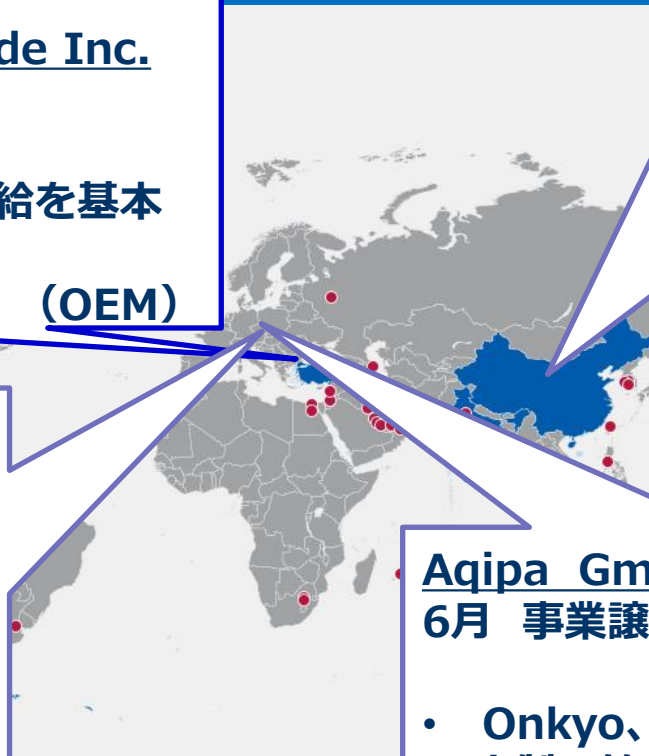 de Inc.
給を基本
（OEM）
Aqipa Gm
6月 事業譲
• Onkyo、